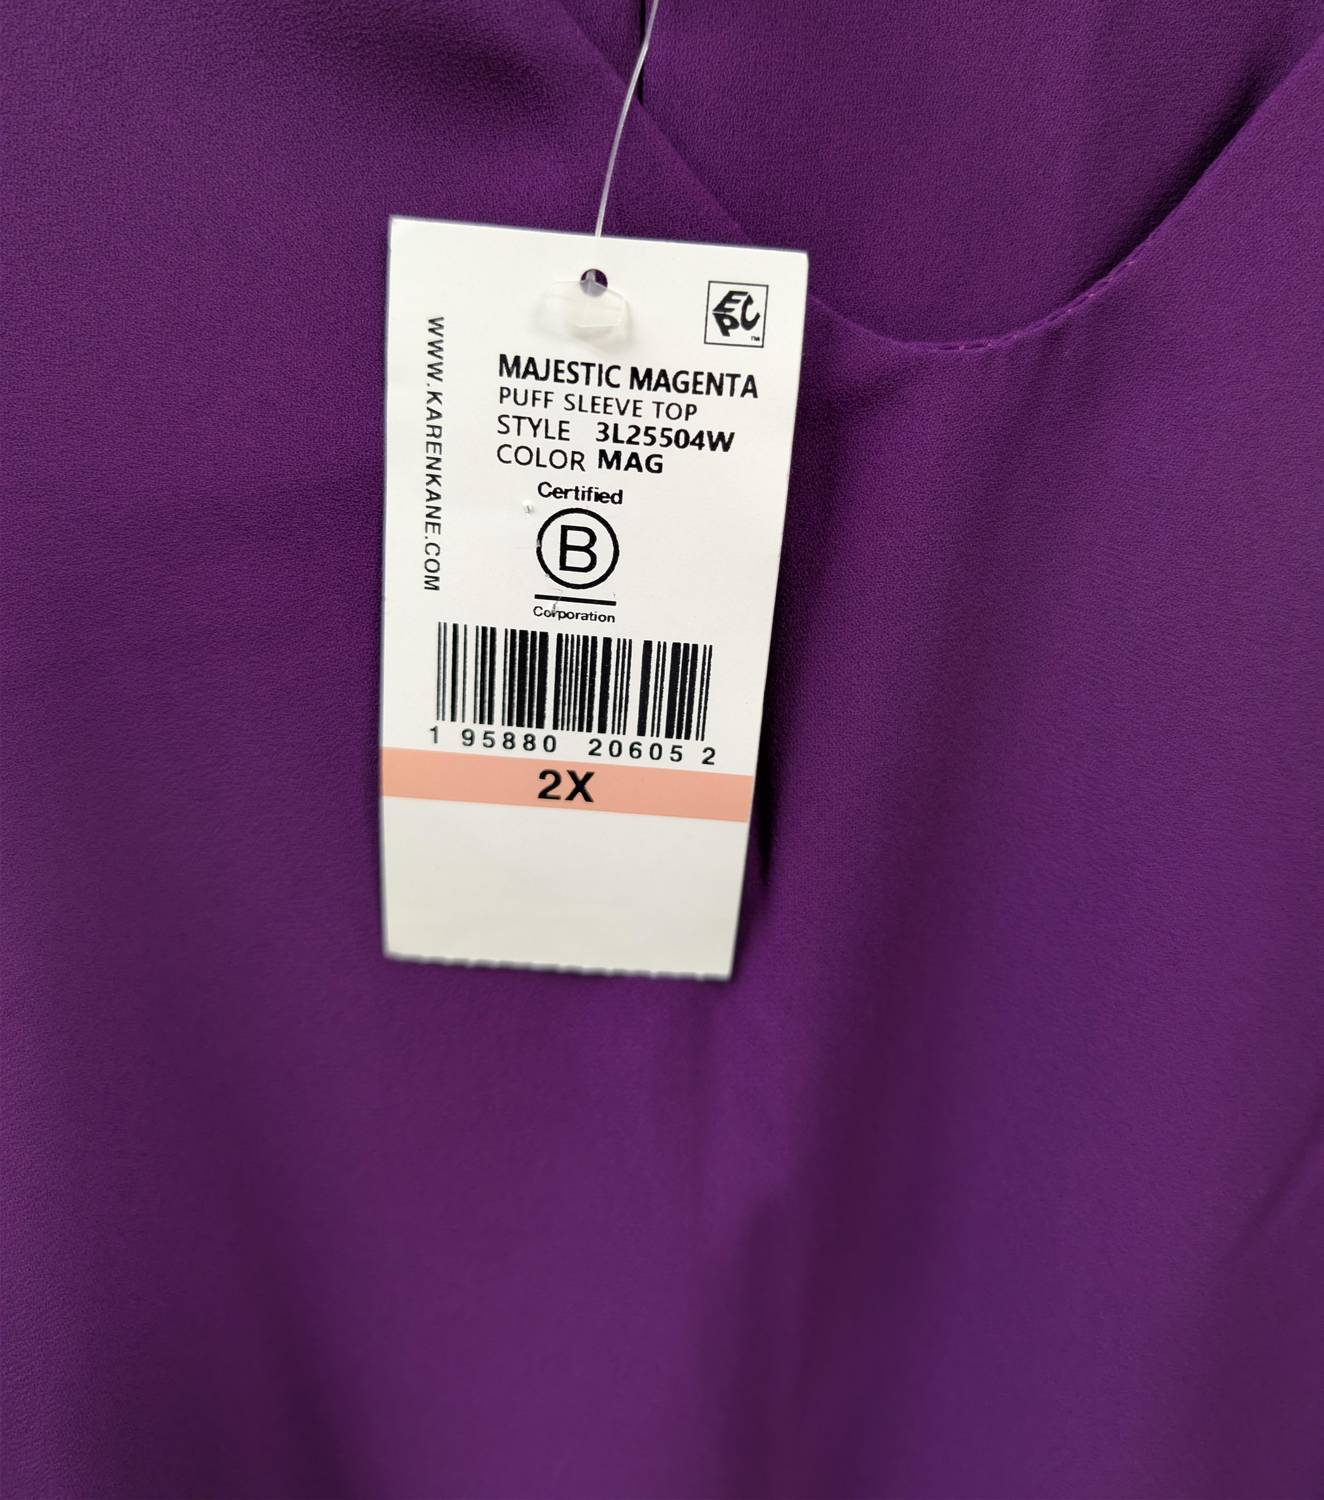 EPC
™
WWW.KARENKANE.COM
MAJESTIC MAGENTA
PUFF SLEEVE TOP
STYLE 3L25504W
COLOR MAG
Certified
B
Corporation
1 95880 20605 2
2X